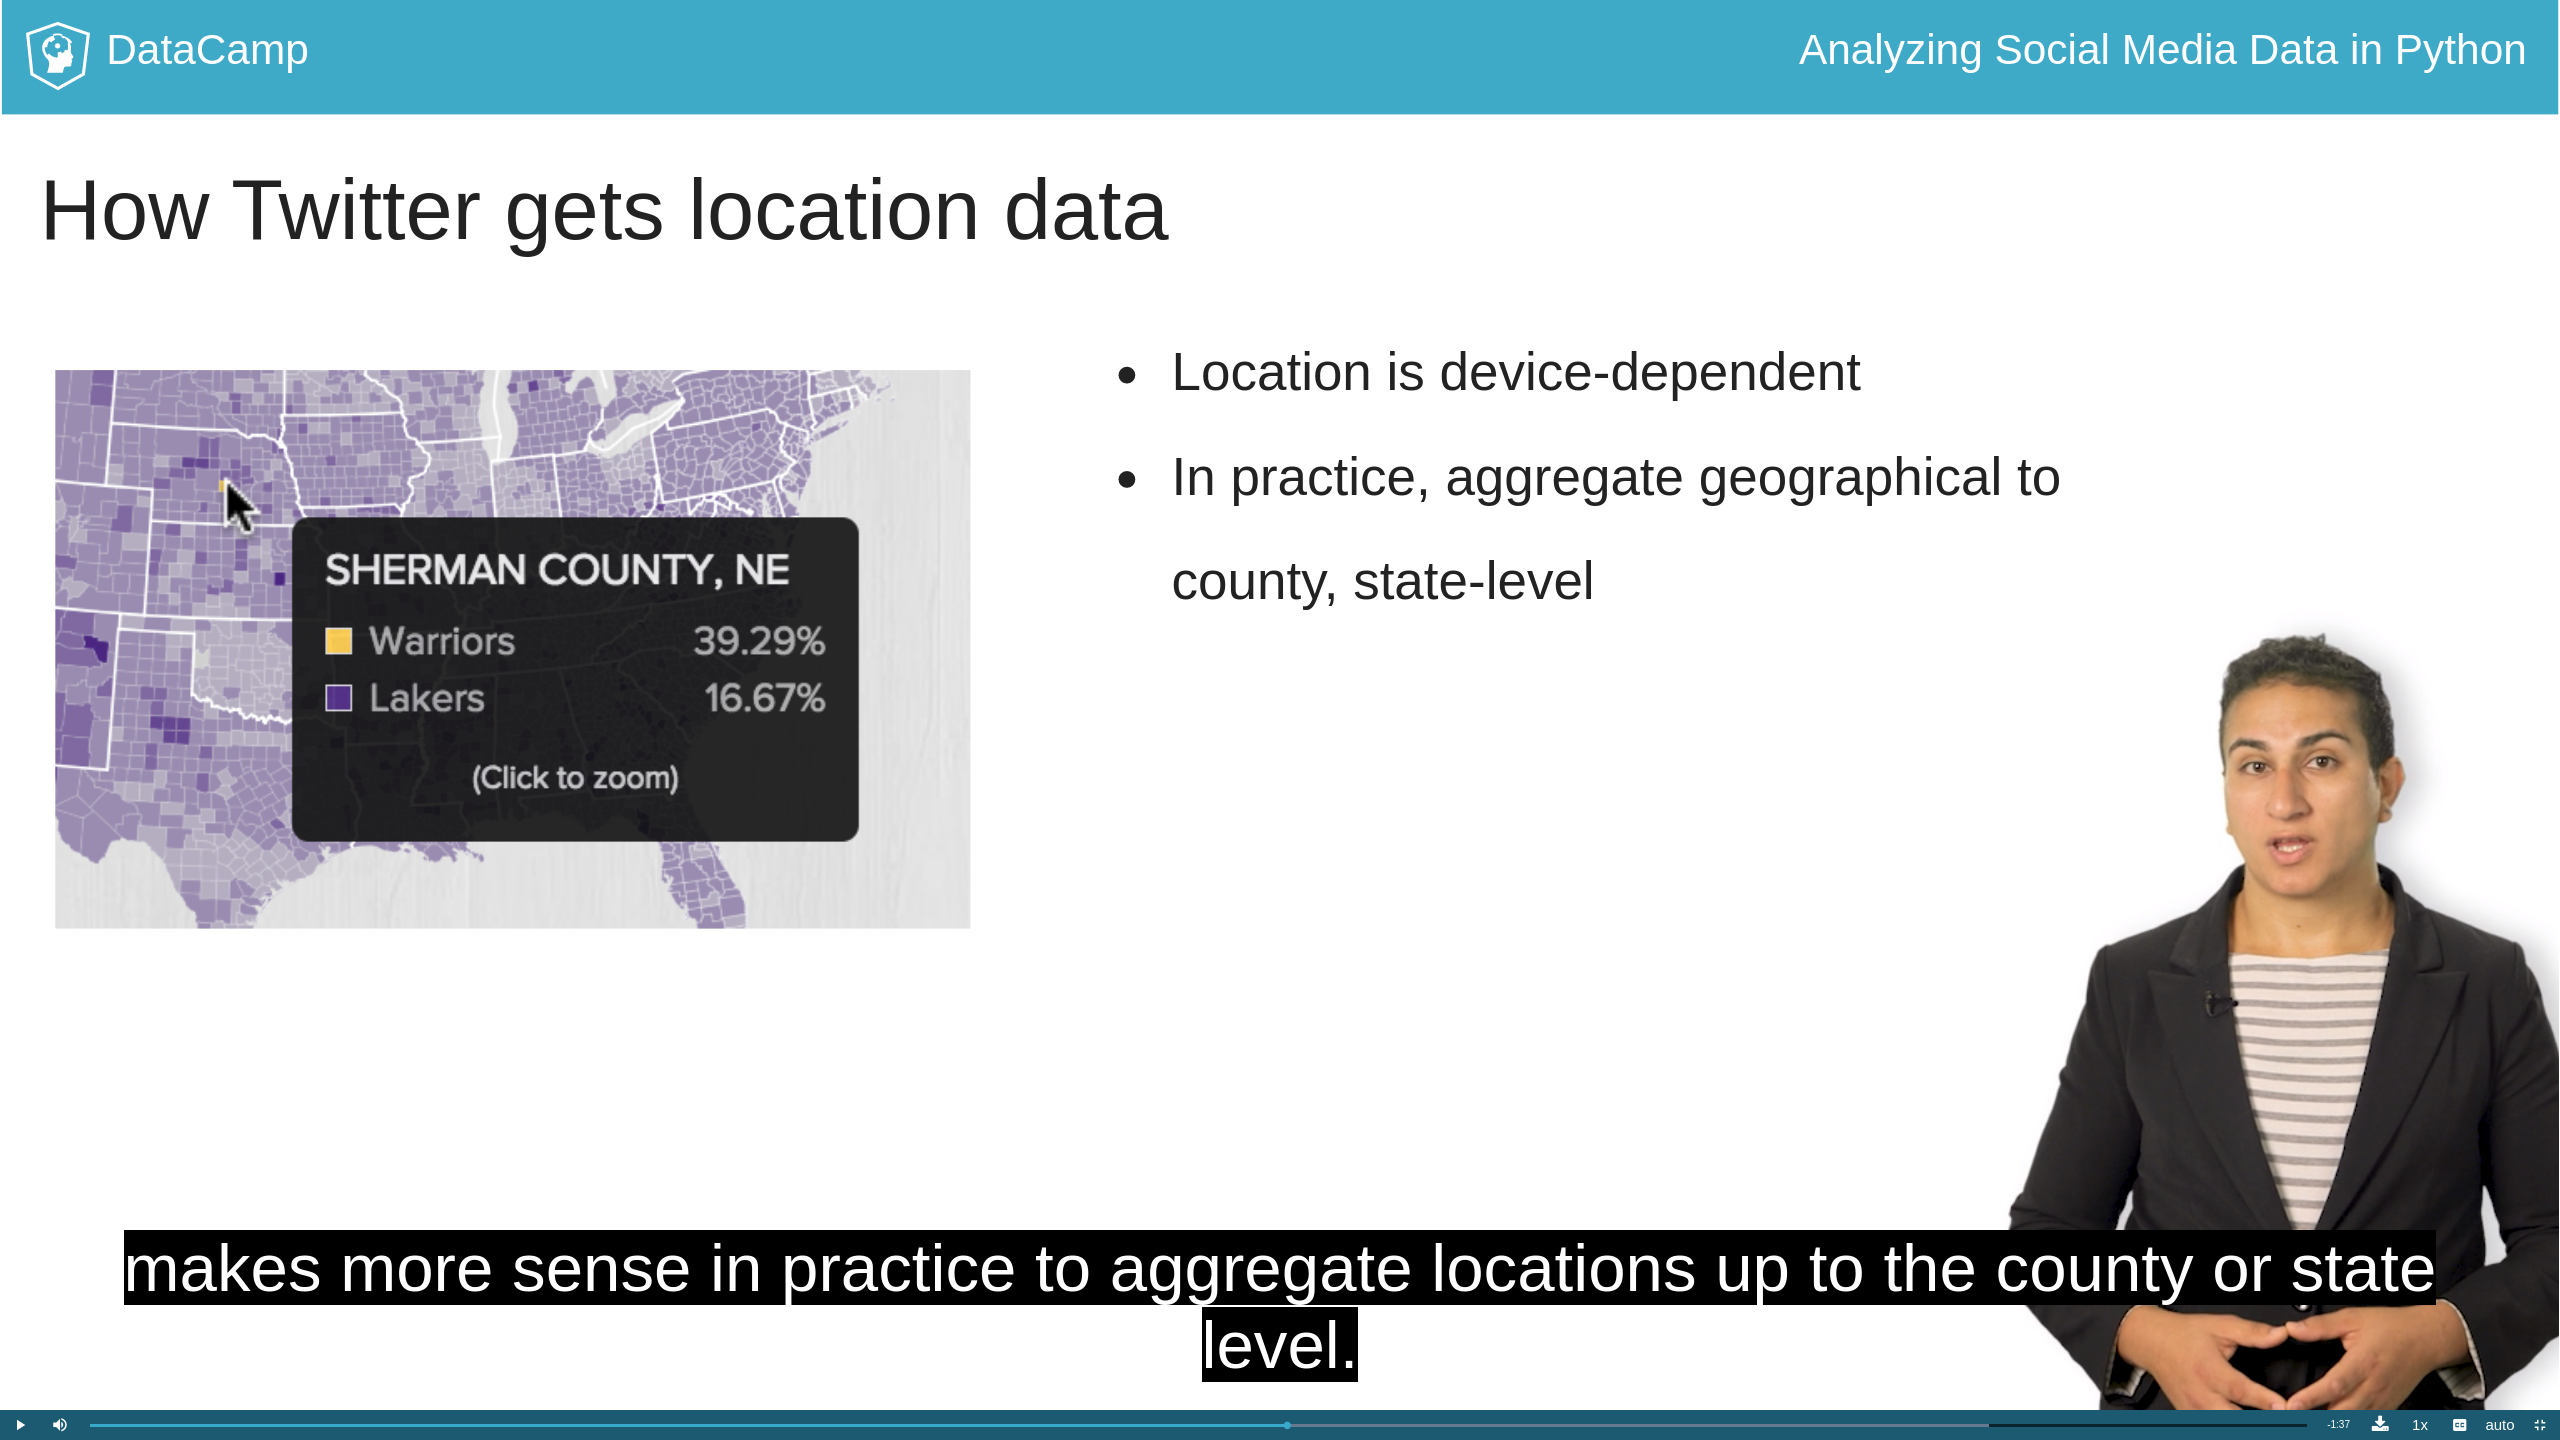 DataCamp
Analyzing Social Media Data in Python
How Twitter gets location data
SHERMAN COUNTY, NE
Warriors 39.29%
Lakers 16.67%
(Click to zoom)
• Location is device-dependent
• In practice, aggregate geographical to
county, state-level
makes more sense in practice to aggregate locations up to the county or state
level.
-1:37
1x
CC
auto